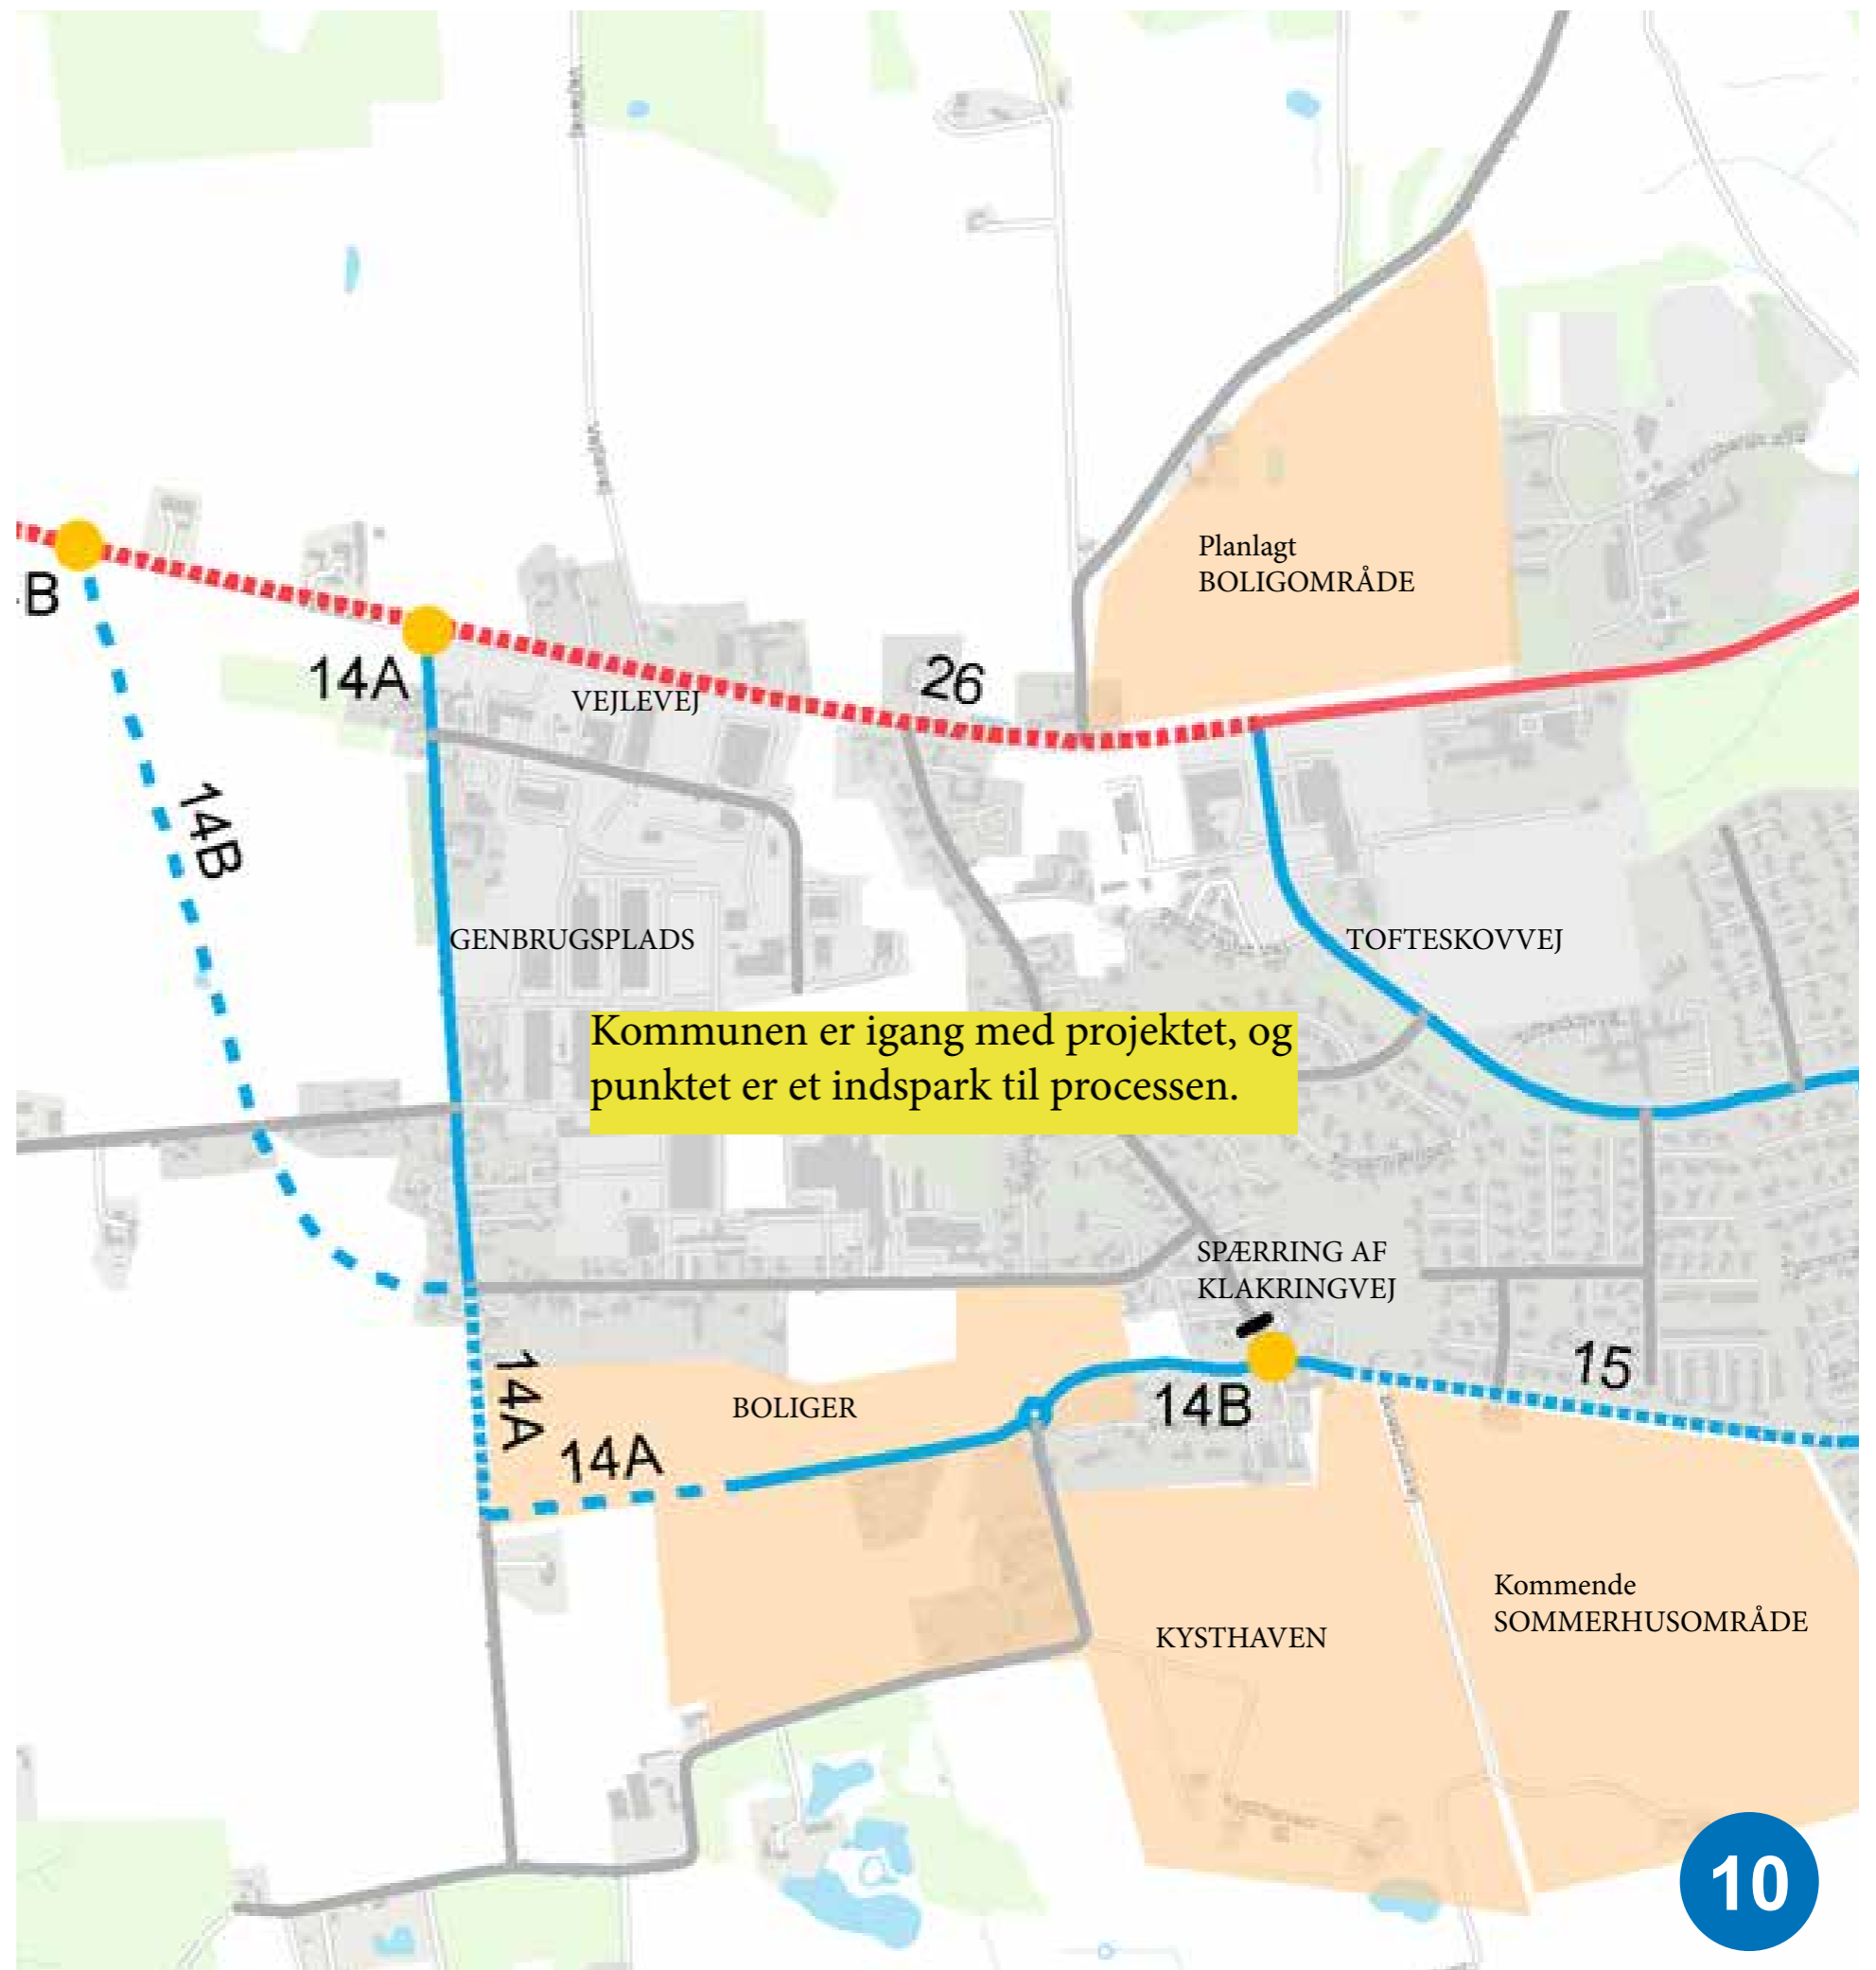 Planlagt
BOLIGOMRÅDE
B
14A
VEJLEVEJ
26
14B
GENBRUGSPLADS
TOFTESKOVVEJ
Kommunen er igang med projektet, og
punktet er et indspark til processen.
SPÆRRING AF
KLAKRINGVEJ
15
14A
BOLIGER
14B
14A
Kommende
SOMMERHUSOMRÅDE
KYSTHAVEN
Kysthaven
10